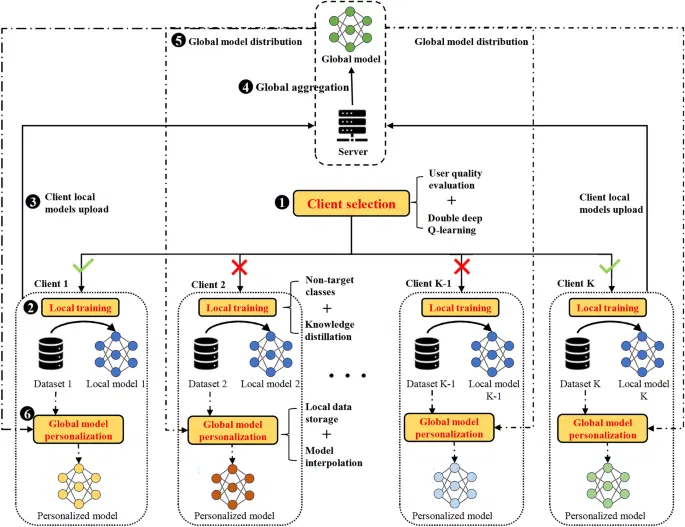 5 Global model distribution
Global model distribution
Global model
4 Global aggregation
Server
1 Client selection
User quality
evaluation
+
Double deep
Q-learning
3 Client local
models upload
Client local
models upload
Client 1
2 Local training
Dataset 1
Local model 1
6 Global model
personalization
Personalized model
Client 2
Local training
Non-target
classes
+
Knowledge
distillation
Dataset 2
Local model 2
Global model
personalization
Local data
storage
+
Model
interpolation
Personalized model
. . .
Client K-1
Local training
Dataset K-1
Local model
K-1
Global model
personalization
Personalized model
Client K
Local training
Dataset K
Local model
K
Global model
personalization
Personalized model